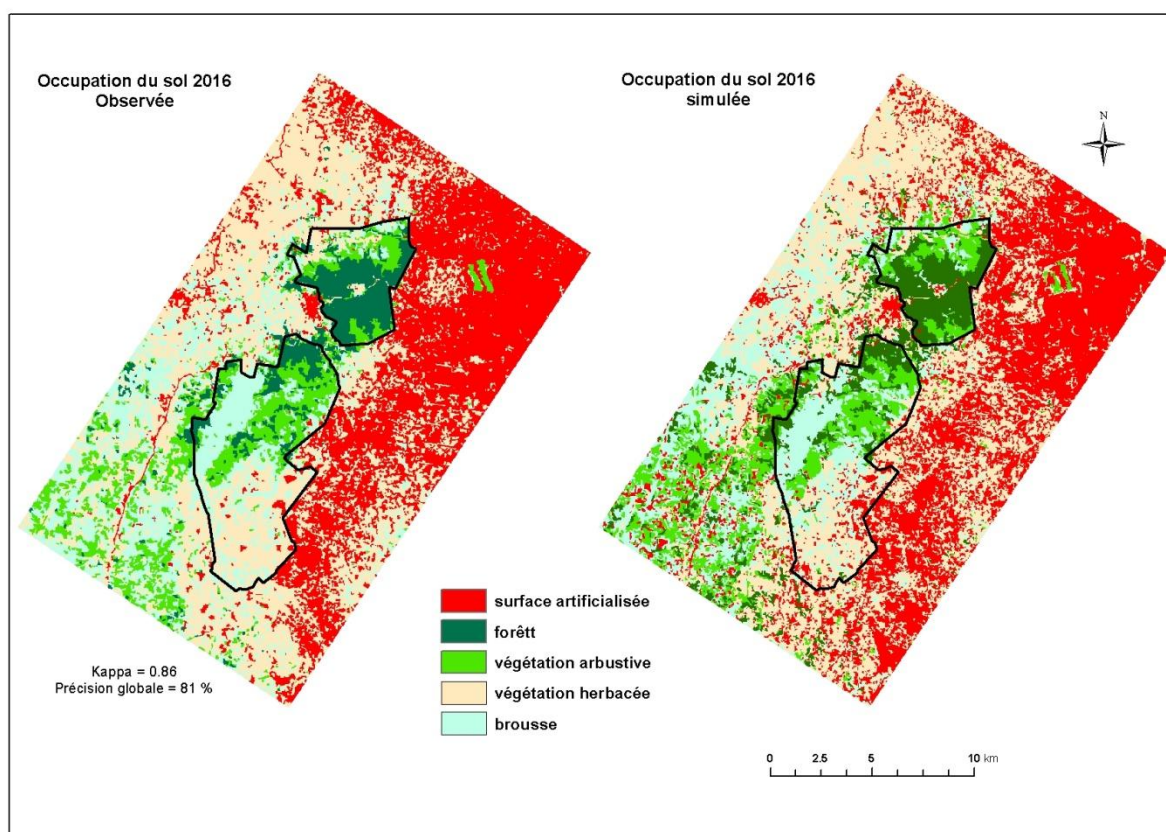 Occupation du sol 2016
Observée
Occupation du sol 2016
simulée
N
surface artificialisée
forêtt
végétation arbustive
végétation herbacée
brousse
Kappa = 0.86
Précision globale = 81 %
0 2.5 5 10 km